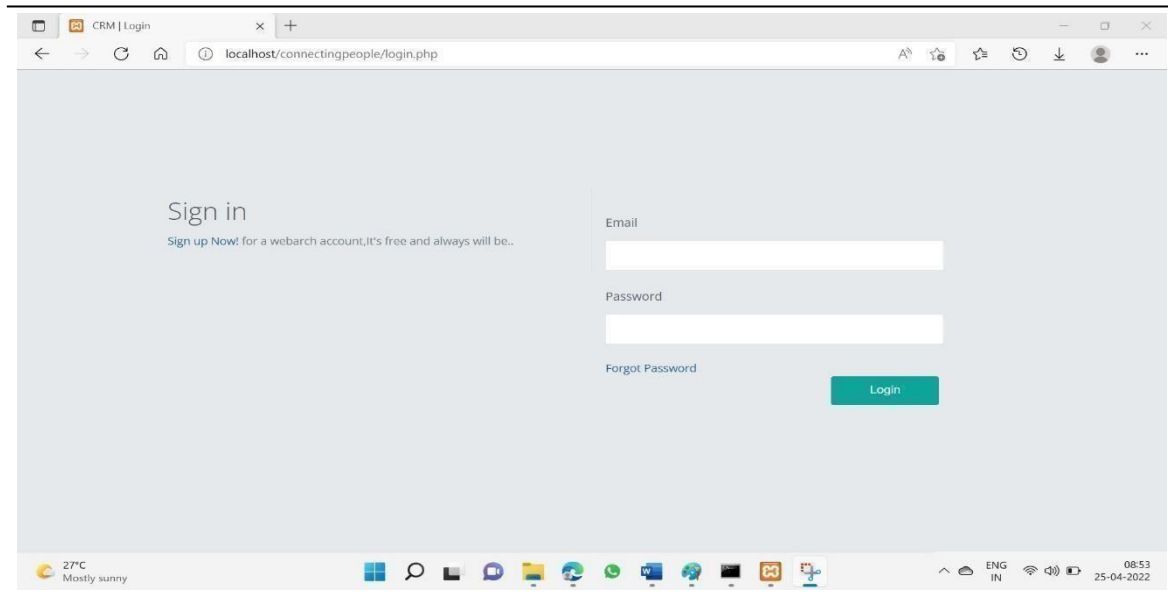 CRM | Login
localhost/connectingpeople/login.php
Sign in
Sign up Now! for a webarch account,It's free and always will be..
Email
Password
Forgot Password
Login
27°C
Mostly sunny
ENG
IN
08:53
25-04-2022